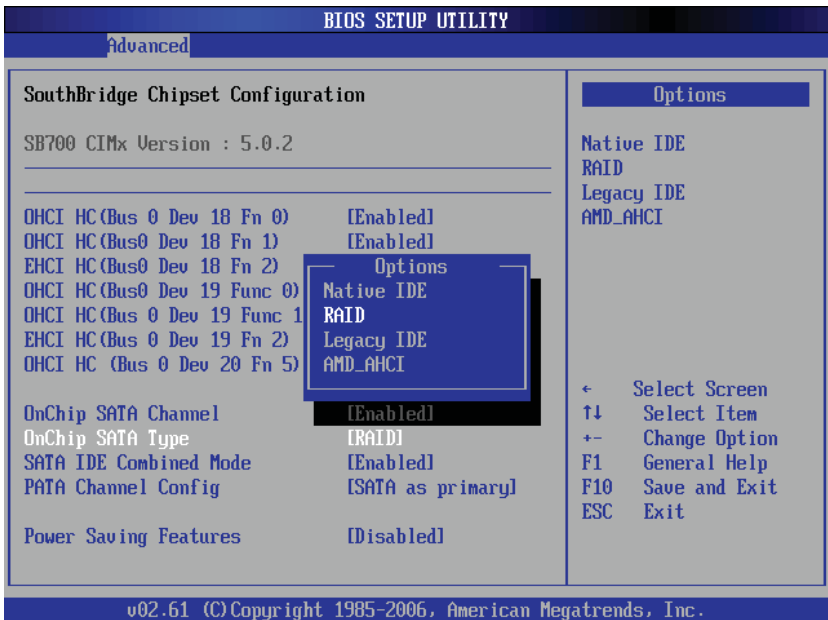 BIOS SETUP UTILITY
Advanced
SouthBridge Chipset Configuration
SB700 CIMx Version : 5.0.2
OHCI HC(Bus 0 Dev 18 Fn 0) [Enabled]
OHCI HC(Bus0 Dev 18 Fn 1) [Enabled]
EHCI HC(Bus0 Dev 18 Fn 2)
OHCI HC(Bus0 Dev 19 Func 0)
OHCI HC(Bus 0 Dev 19 Func 1
EHCI HC(Bus 0 Dev 19 Fn 2)
OHCI HC (Bus 0 Dev 20 Fn 5)
Options
Native IDE
RAID
Legacy IDE
AMD_AHCI
OnChip SATA Channel [Enabled]
OnChip SATA Type [RAID]
SATA IDE Combined Mode [Enabled]
PATA Channel Config [SATA as primary]
Power Saving Features [Disabled]
Options
Native IDE
RAID
Legacy IDE
AMD_AHCI
← Select Screen
↑↓ Select Item
+- Change Option
F1 General Help
F10 Save and Exit
ESC Exit
v02.61 (C)Copyright 1985-2006, American Megatrends, Inc.